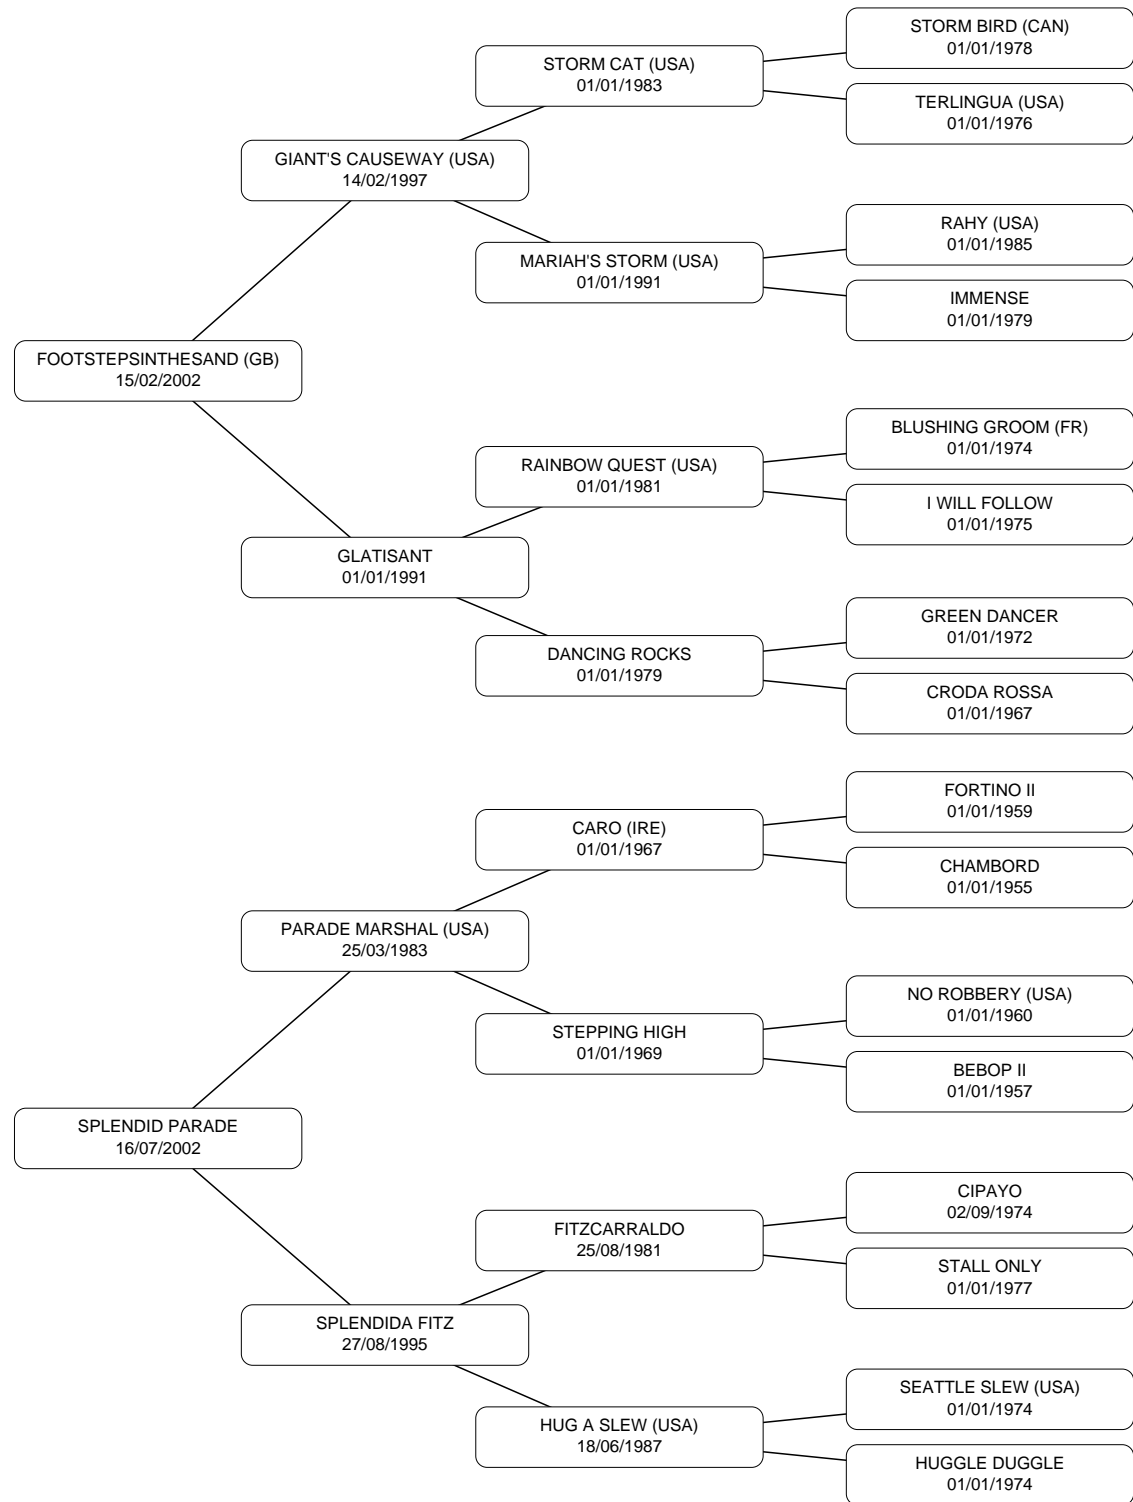 STORM BIRD (CAN)
01/01/1978
STORM CAT (USA)
01/01/1983
TERLINGUA (USA)
01/01/1976
GIANT'S CAUSEWAY (USA)
14/02/1997
RAHY (USA)
01/01/1985
MARIAH'S STORM (USA)
01/01/1991
IMMENSE
01/01/1979
FOOTSTEPSINTHESAND (GB)
15/02/2002
BLUSHING GROOM (FR)
01/01/1974
RAINBOW QUEST (USA)
01/01/1981
I WILL FOLLOW
01/01/1975
GLATISANT
01/01/1991
GREEN DANCER
01/01/1972
DANCING ROCKS
01/01/1979
CRODA ROSSA
01/01/1967
FORTINO II
01/01/1959
CARO (IRE)
01/01/1967
CHAMBORD
01/01/1955
PARADE MARSHAL (USA)
25/03/1983
NO ROBBERY (USA)
01/01/1960
STEPPING HIGH
01/01/1969
BEBOP II
01/01/1957
SPLENDID PARADE
16/07/2002
CIPAYO
02/09/1974
FITZCARRALDO
25/08/1981
STALL ONLY
01/01/1977
SPLENDIDA FITZ
27/08/1995
SEATTLE SLEW (USA)
01/01/1974
HUG A SLEW (USA)
18/06/1987
HUGGLE DUGGLE
01/01/1974